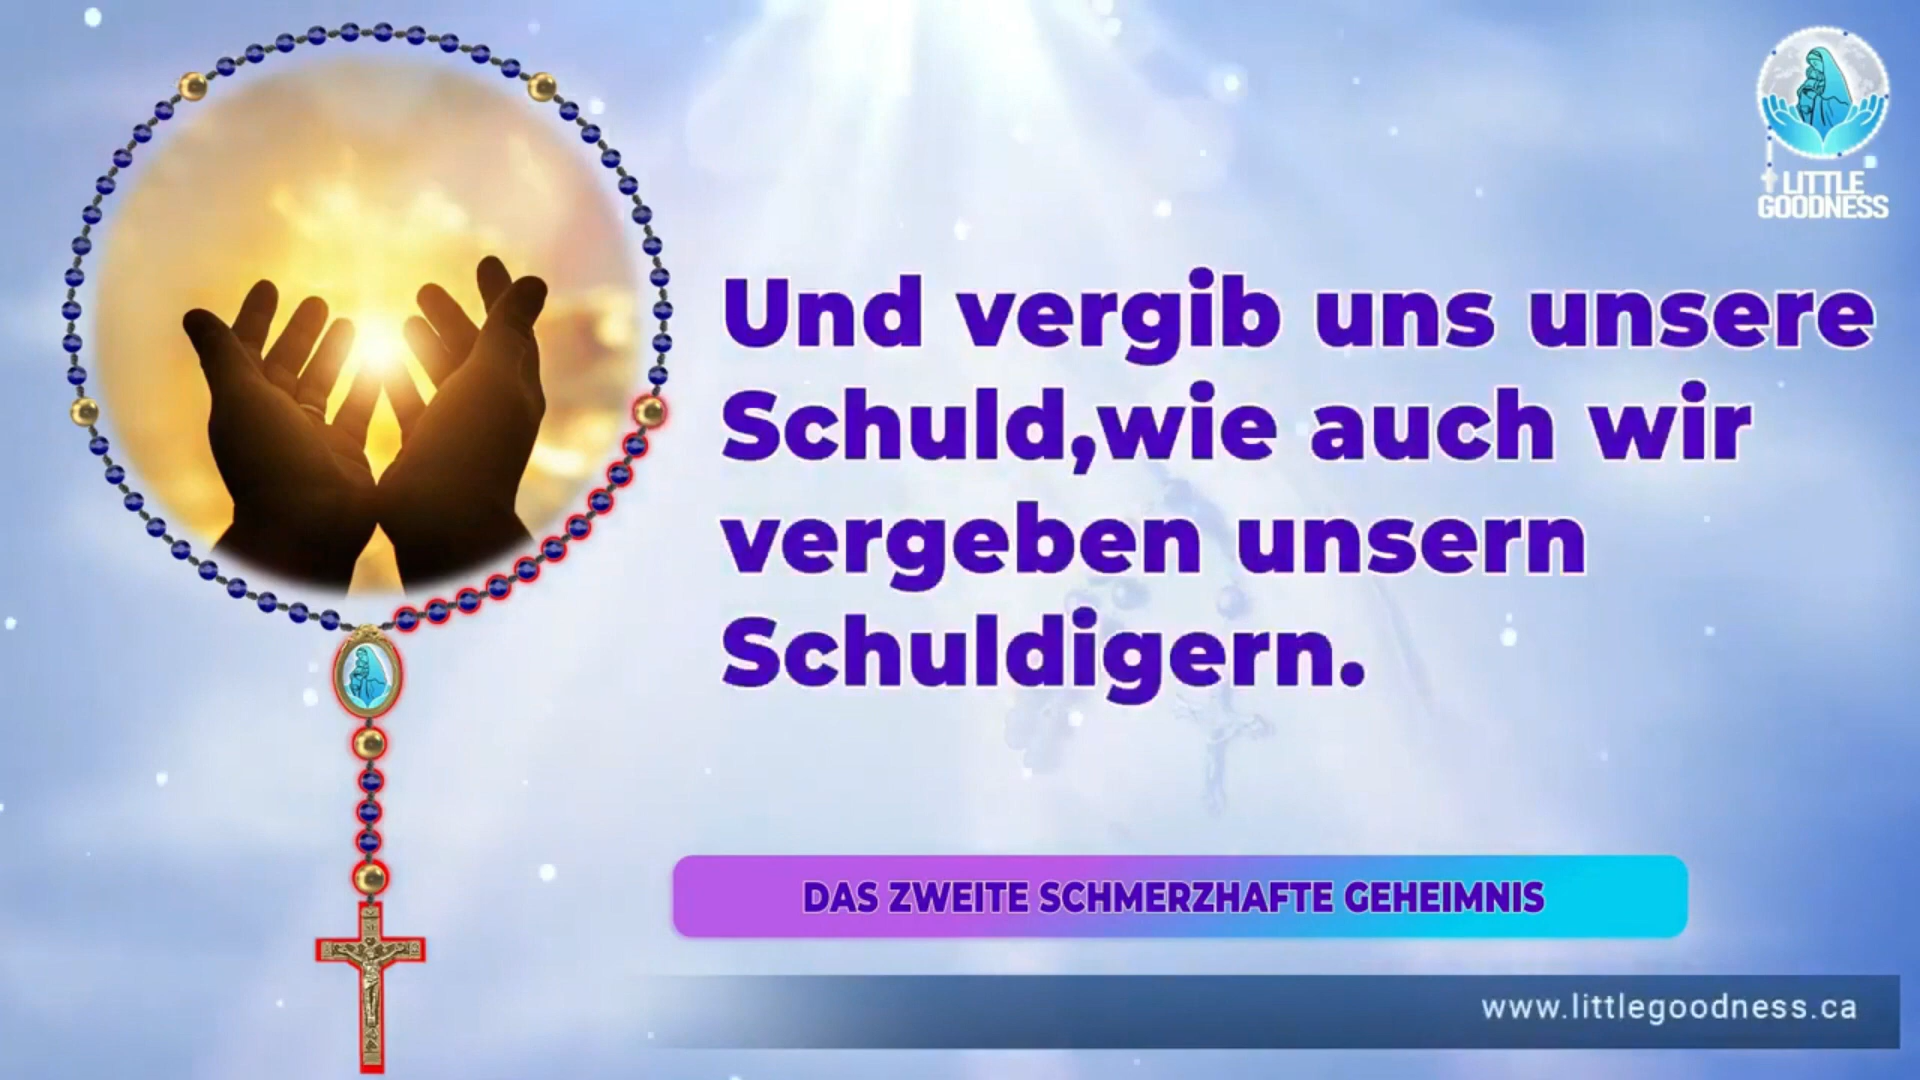 LITTLE
GOODNESS
Und vergib uns unsere
Schuld,wie auch wir
vergeben unsern
Schuldigern.
DAS ZWEITE SCHMERZHAFTE GEHEIMNIS
www.littlegoodness.ca